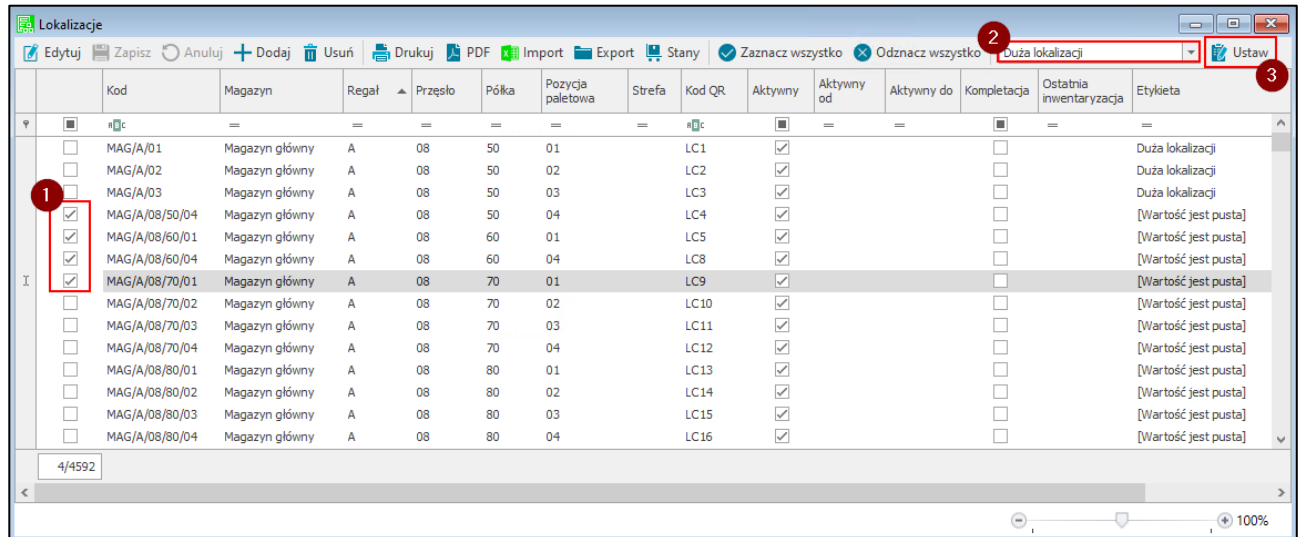 Lokalizacje
Edytuj Zapisz Anuluj Dodaj Usuń Drukuj PDF Import Export Stany Zaznacz wszystko Odznacz wszystko 2 Duża lokalizacji Ustaw
3
Kod Magazyn Regał Przęsło Półka Pozycja paletowa Strefa Kod QR Aktywny Aktywny od Aktywny do Kompletacja Ostatnia inwentaryzacja Etykieta
= = = = = = = = = =
MAG/A/01 Magazyn główny A 08 50 01 LC1 Duża lokalizacji
MAG/A/02 Magazyn główny A 08 50 02 LC2 Duża lokalizacji
1 MAG/A/03 Magazyn główny A 08 50 03 LC3 Duża lokalizacji
MAG/A/08/50/04 Magazyn główny A 08 50 04 LC4 [Wartość jest pusta]
MAG/A/08/60/01 Magazyn główny A 08 60 01 LC5 [Wartość jest pusta]
MAG/A/08/60/04 Magazyn główny A 08 60 04 LC8 [Wartość jest pusta]
MAG/A/08/70/01 Magazyn główny A 08 70 01 LC9 [Wartość jest pusta]
MAG/A/08/70/02 Magazyn główny A 08 70 02 LC10 [Wartość jest pusta]
MAG/A/08/70/03 Magazyn główny A 08 70 03 LC11 [Wartość jest pusta]
MAG/A/08/70/04 Magazyn główny A 08 70 04 LC12 [Wartość jest pusta]
MAG/A/08/80/01 Magazyn główny A 08 80 01 LC13 [Wartość jest pusta]
MAG/A/08/80/02 Magazyn główny A 08 80 02 LC14 [Wartość jest pusta]
MAG/A/08/80/03 Magazyn główny A 08 80 03 LC15 [Wartość jest pusta]
MAG/A/08/80/04 Magazyn główny A 08 80 04 LC16 [Wartość jest pusta]
4/4592
100%